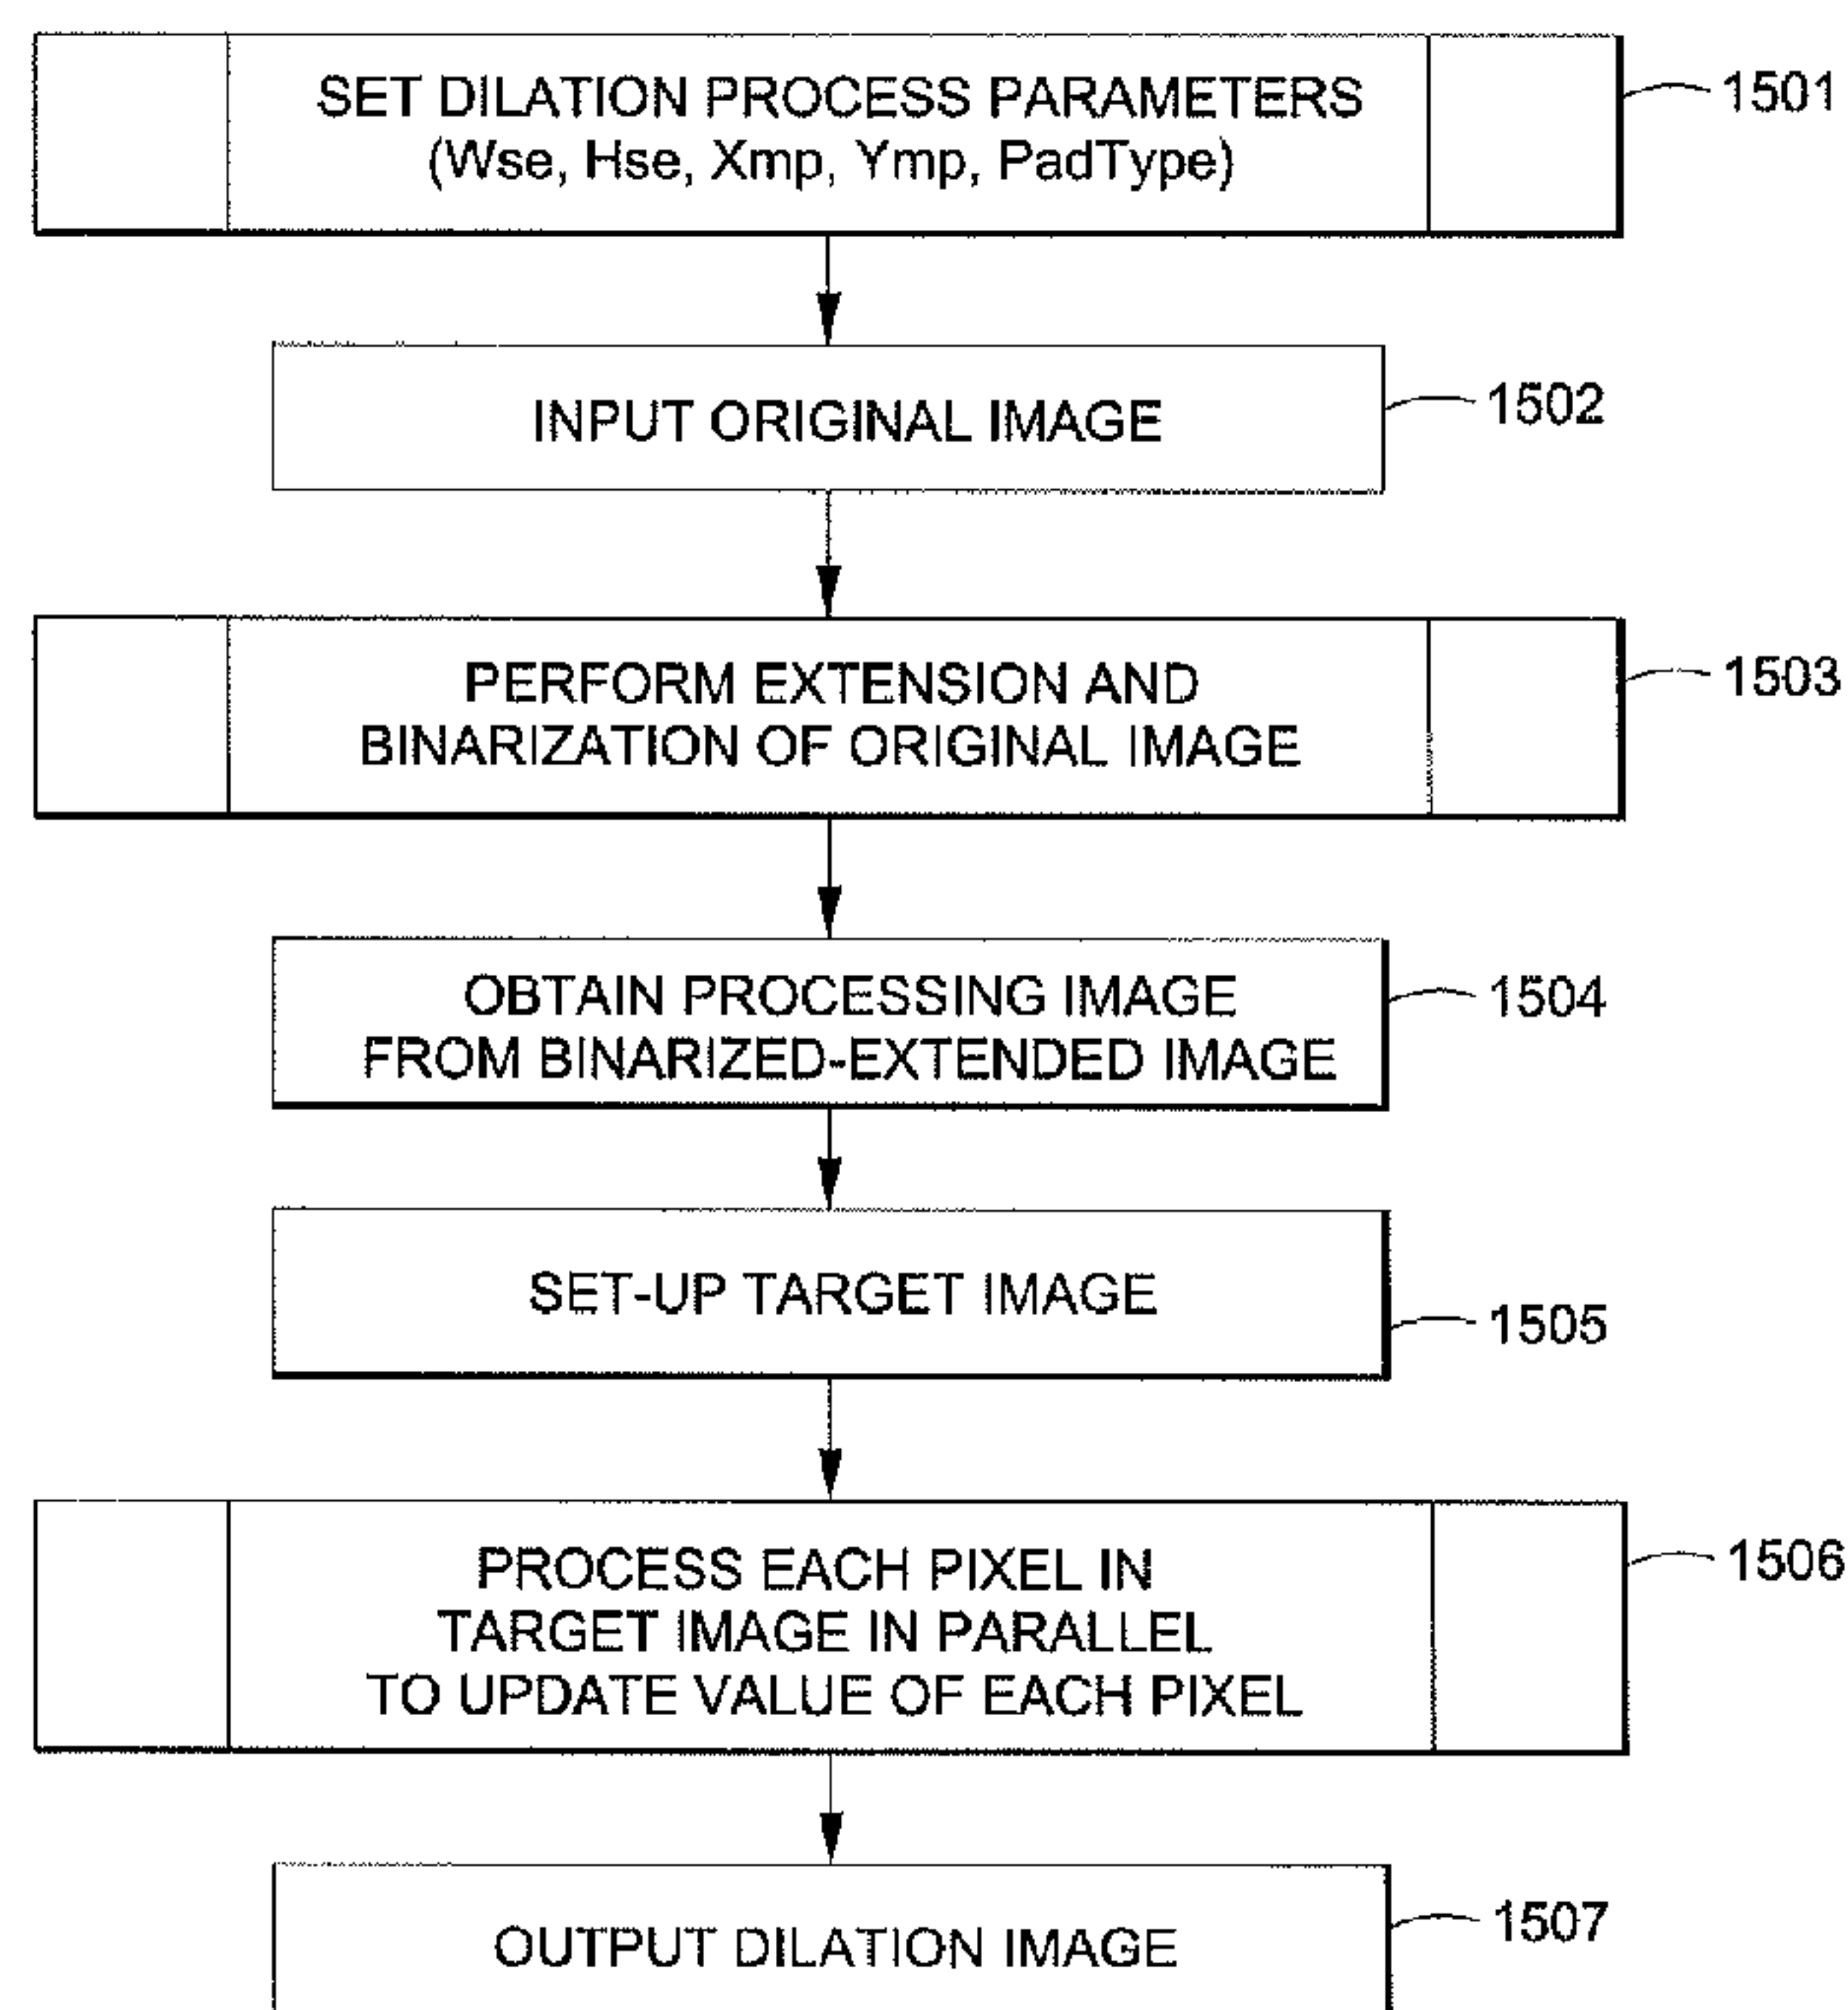 SET DILATION PROCESS PARAMETERS
(Wse, Hse, Xmp, Ymp, PadType)
1501
INPUT ORIGINAL IMAGE
1502
PERFORM EXTENSION AND
BINARIZATION OF ORIGINAL IMAGE
1503
OBTAIN PROCESSING IMAGE
FROM BINARIZED-EXTENDED IMAGE
1504
SET-UP TARGET IMAGE
1505
PROCESS EACH PIXEL IN
TARGET IMAGE IN PARALLEL
TO UPDATE VALUE OF EACH PIXEL
1506
OUTPUT DILATION IMAGE
1507